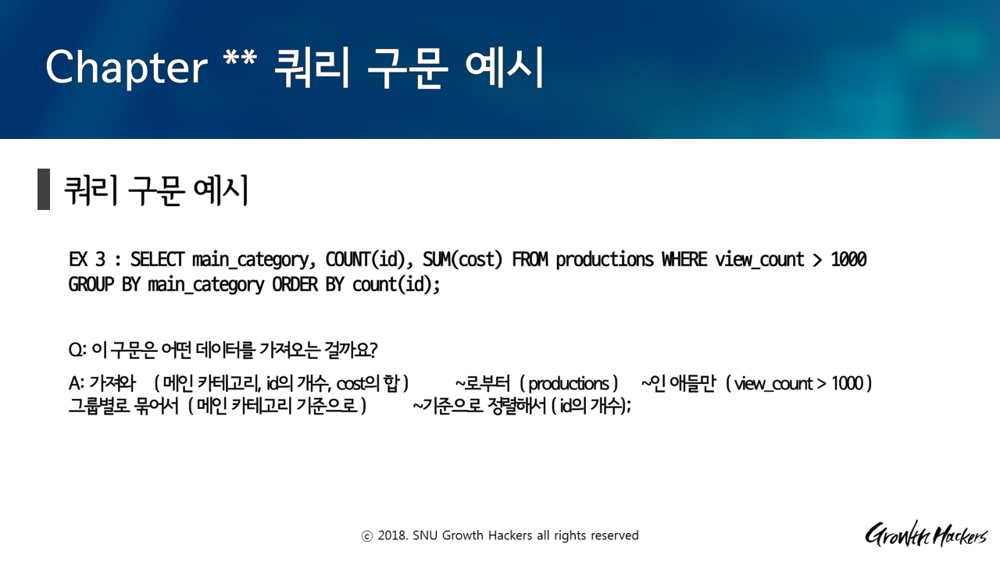 Chapter ** 쿼리 구문 예시
쿼리 구문 예시
EX 3 : SELECT main_category, COUNT(id), SUM(cost) FROM productions WHERE view_count > 1000
GROUP BY main_category ORDER BY count(id);
Q: 이 구문은 어떤 데이터를 가져오는 걸까요?
A: 가져와 ( 메인 카테고리, id의 개수, cost의 합 ) ~로부터 ( productions ) ~인 애들만 ( view_count > 1000 )
그룹별로 묶어서 ( 메인 카테고리 기준으로 ) ~기준으로 정렬해서 ( id의 개수);
ⓒ 2018. SNU Growth Hackers all rights reserved
Growth Hackers